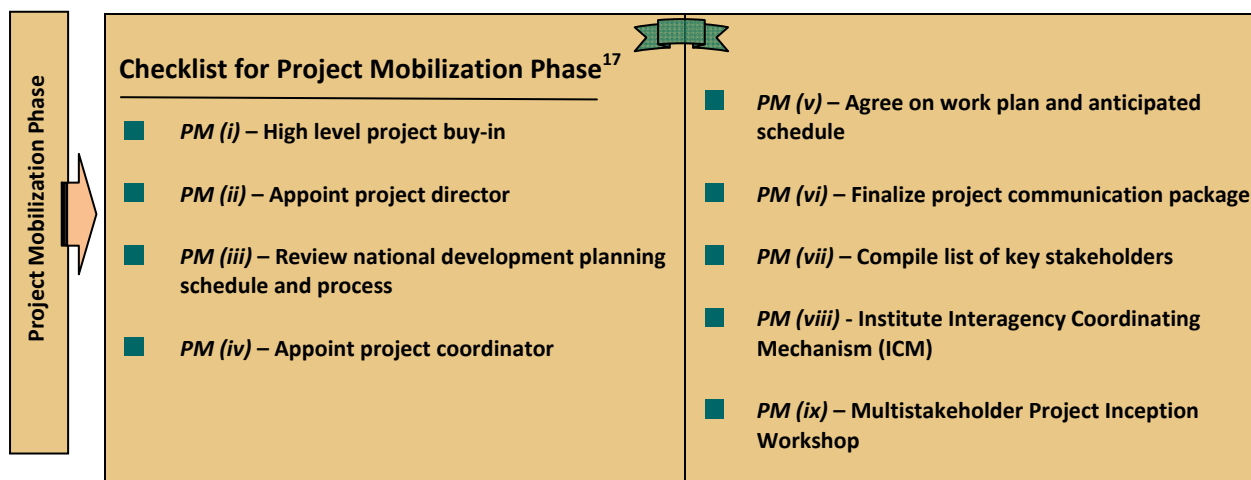 Project Mobilization Phase
Checklist for Project Mobilization Phase17
PM (i) – High level project buy-in
PM (ii) – Appoint project director
PM (iii) – Review national development planning
schedule and process
PM (iv) – Appoint project coordinator
PM (v) – Agree on work plan and anticipated
schedule
PM (vi) – Finalize project communication package
PM (vii) – Compile list of key stakeholders
PM (viii) - Institute Interagency Coordinating
Mechanism (ICM)
PM (ix) – Multistakeholder Project Inception
Workshop